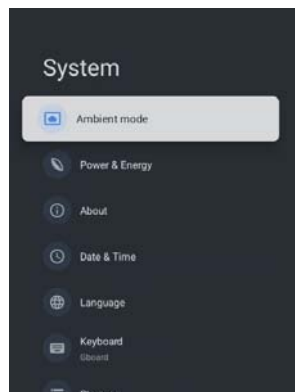 System
Ambient mode
Power & Energy
About
Date & Time
Language
Keyboard
Gboard